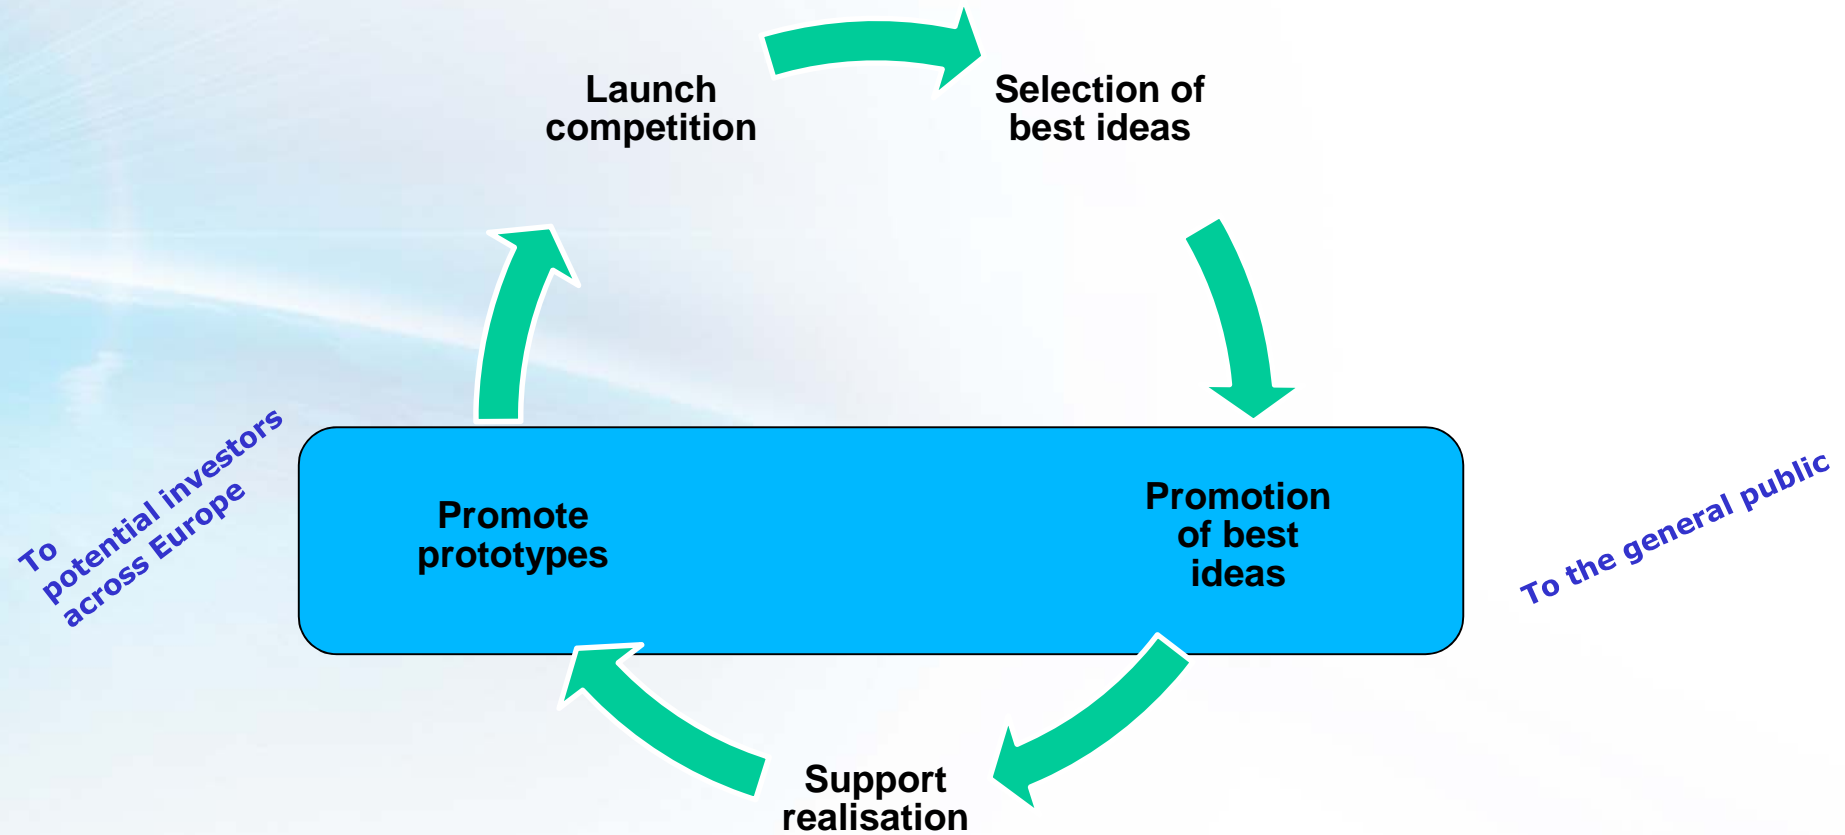 Launch
competition
Selection of
best ideas
To
potential investors
across Europe
Promote
prototypes
Promotion
of best
ideas
To the general public
Support
realisation